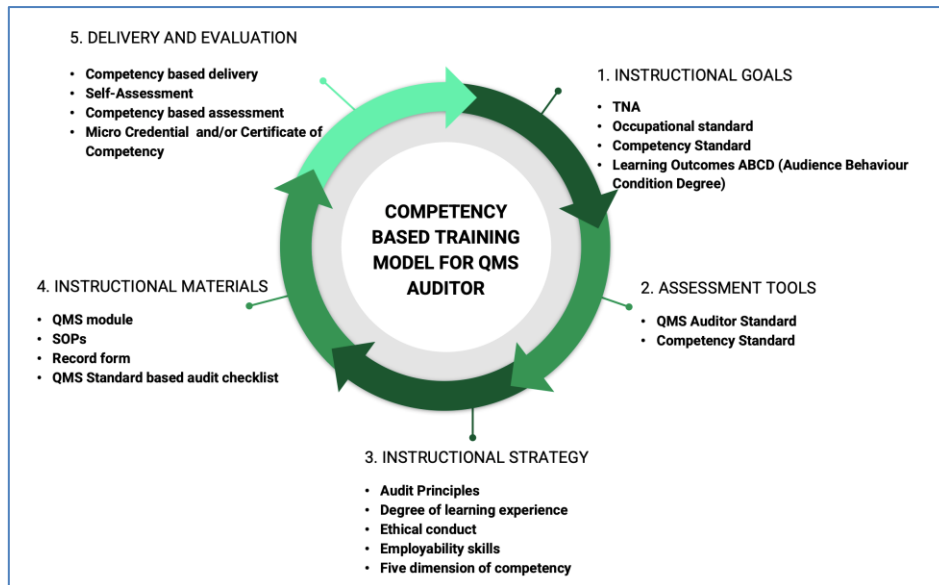 5. DELIVERY AND EVALUATION
• Competency based delivery
• Self-Assessment
• Competency based assessment
• Micro Credential and/or Certificate of
Competency
1. INSTRUCTIONAL GOALS
• TNA
• Occupational standard
• Competency Standard
• Learning Outcomes ABCD (Audience Behaviour
Condition Degree)
COMPETENCY
BASED TRAINING
MODEL FOR QMS
AUDITOR
4. INSTRUCTIONAL MATERIALS
• QMS module
• SOPs
• Record form
• QMS Standard based audit checklist
2. ASSESSMENT TOOLS
• QMS Auditor Standard
• Competency Standard
3. INSTRUCTIONAL STRATEGY
• Audit Principles
• Degree of learning experience
• Ethical conduct
• Employability skills
• Five dimension of competency